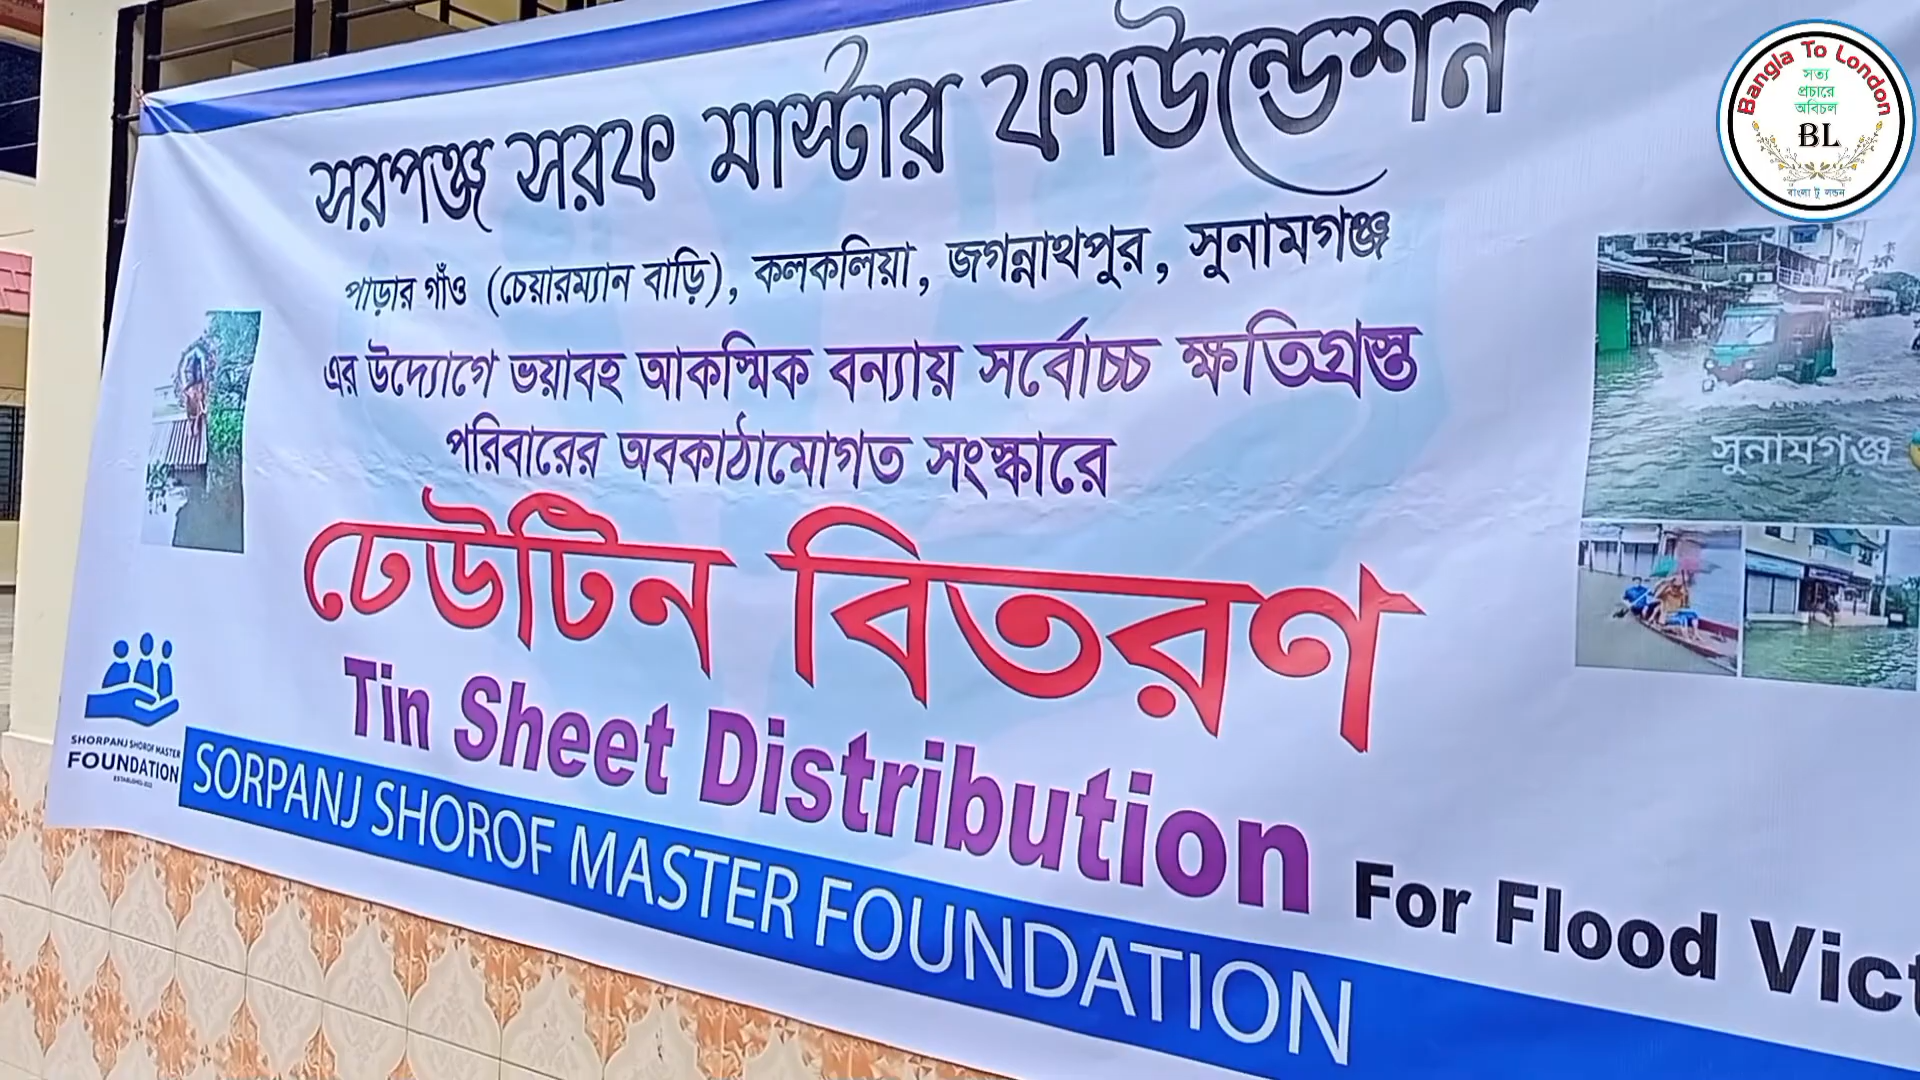 সরপঞ্জ সরফ মাস্টার ফাউন্ডেশন
পাড়ার গাঁও (চেয়ারম্যান বাড়ি), কলকলিয়া, জগন্নাথপুর, সুনামগঞ্জ
এর উদ্যোগে ভয়াবহ আকস্মিক বন্যায় সর্বোচ্চ ক্ষতিগ্রস্ত
পরিবারের অবকাঠামোগত সংস্কারে
ঢেউটিন বিতরণ
Tin Sheet Distribution For Flood Vict
SORPANJ SHOROF MASTER FOUNDATION
SHORPANJ SHOROF MASTER
FOUNDATION
সুনামগঞ্জ
Bangla To London
সত্য
প্রচারে
অবিচল
BL
বাংলা টু লন্ডন